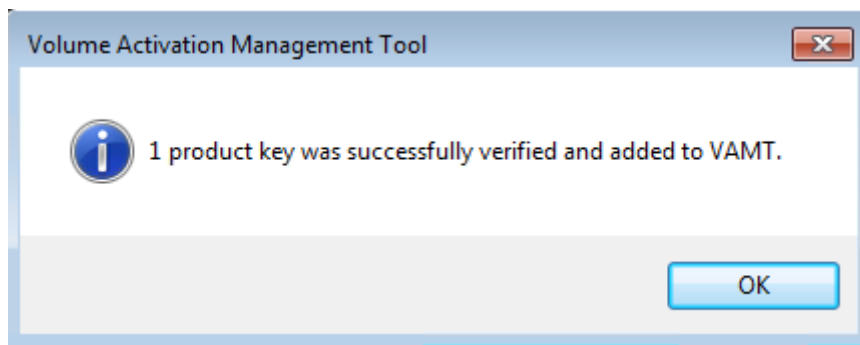 Volume Activation Management Tool
1 product key was successfully verified and added to VAMT.
OK